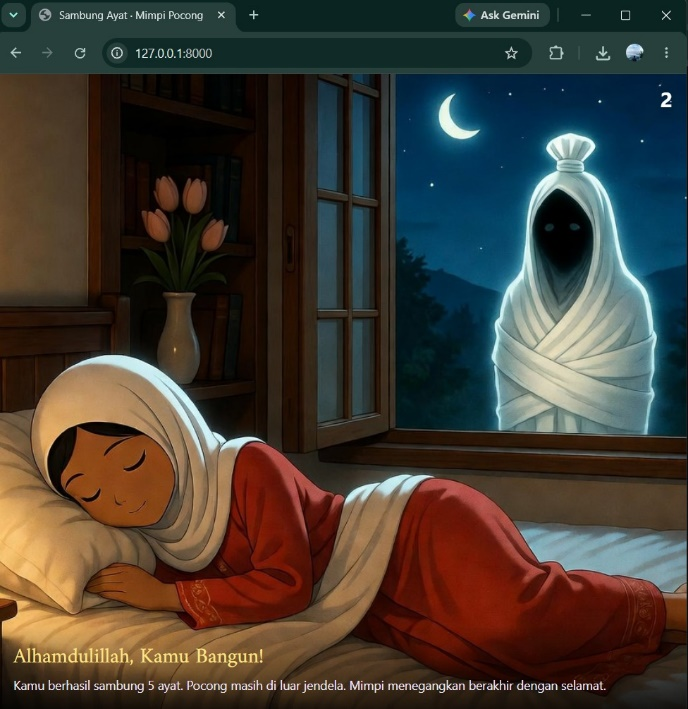 Sambung Ayat - Mimpi Pocong
Ask Gemini
127.0.0.1:8000
2
Alhamdulillah, Kamu Bangun!
Kamu berhasil sambung 5 ayat. Pocong masih di luar jendela. Mimpi menegangkan berakhir dengan selamat.